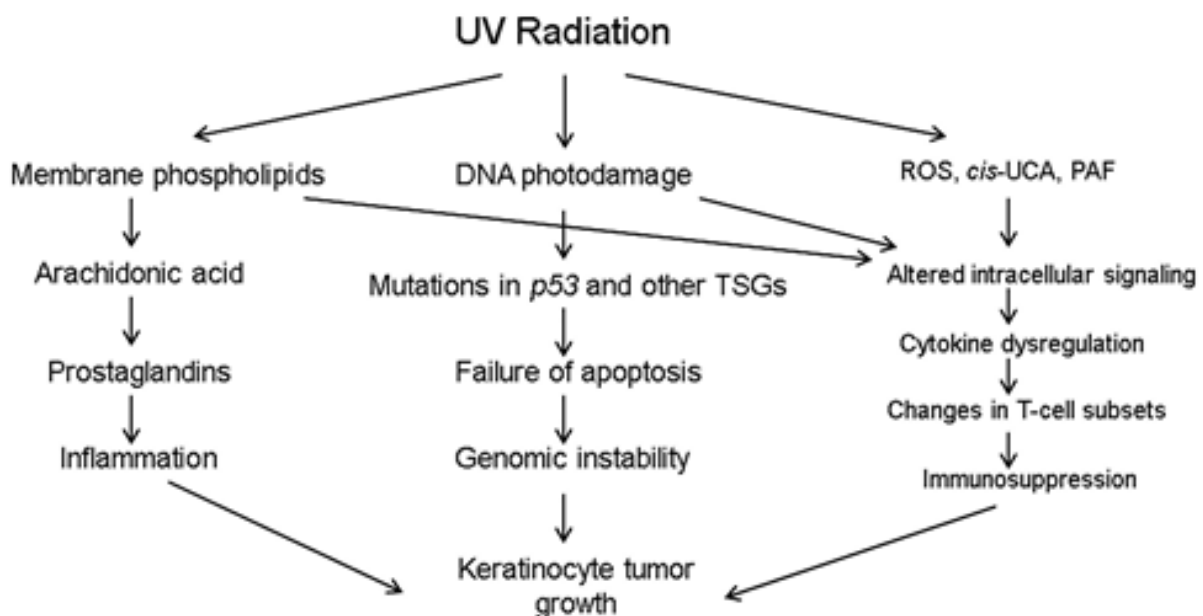 UV Radiation
Membrane phospholipids
DNA photodamage
ROS, cis-UCA, PAF
Arachidonic acid
Mutations in p53 and other TSGs
Altered intracellular signaling
Prostaglandins
Failure of apoptosis
Cytokine dysregulation
Changes in T-cell subsets
Inflammation
Genomic instability
Immunosuppression
Keratinocyte tumor
growth